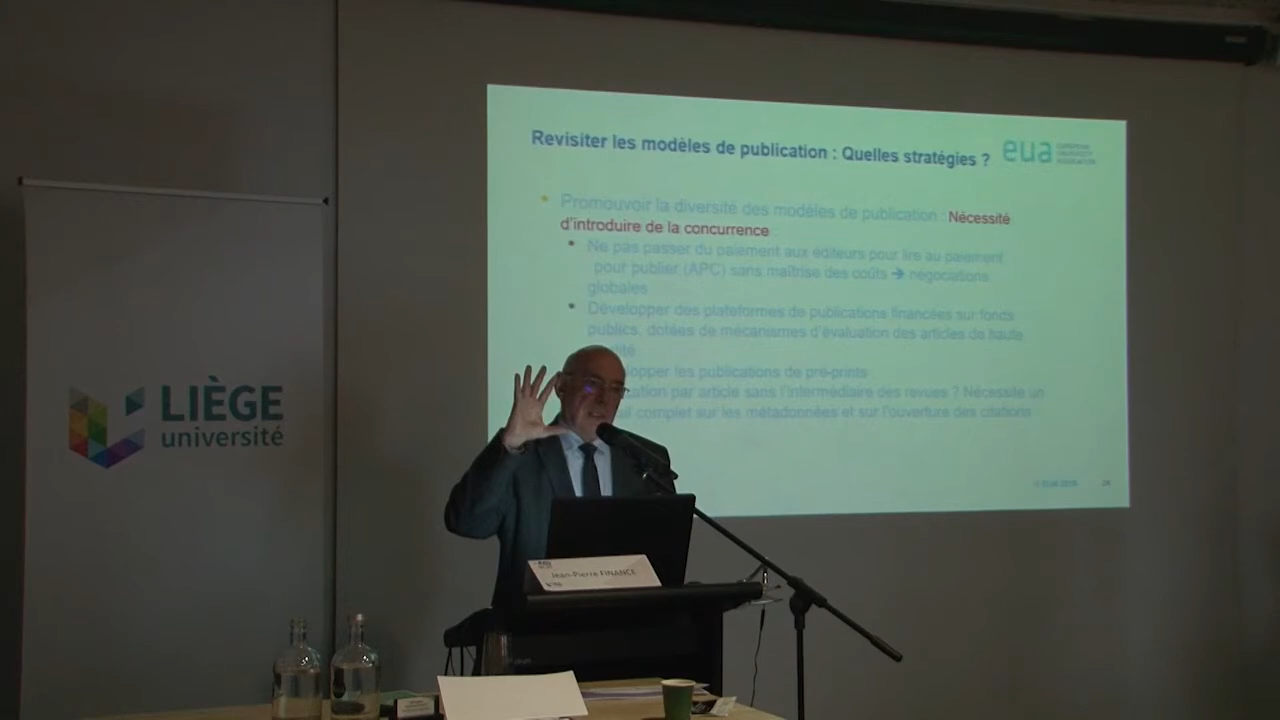 LIÈGE
université
Revisiter les modèles de publication : Quelles stratégies ?
eua
EUROPEAN
UNIVERSITY
ASSOCIATION
Promouvoir la diversité des modèles de publication : Nécessité
d'introduire de la concurrence
Ne pas passer du paiement aux éditeurs pour lire au paiement
pour publier (APC) sans maîtrise des coûts ➔ négociations
globales
Développer des plateformes de publications financées sur fonds
publics, dotées de mécanismes d'évaluation des articles de haute
les publications de pré-prints
par article sans l'intermédiaire des revues ? Nécessite un
complet sur les métadonnées et sur l'ouverture des citations
Jean-Pierre FINANCE